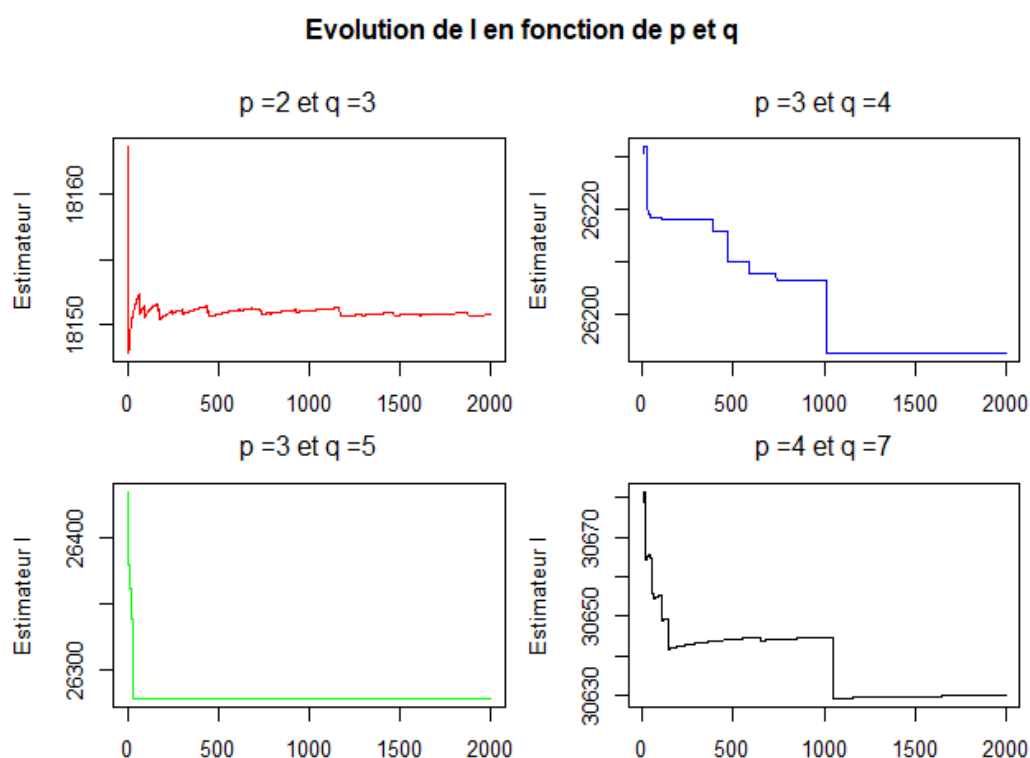 Evolution de l en fonction de p et q
p =2 et q =3
Estimateur l
18150
18160
0 500 1000 1500 2000
p =3 et q =4
Estimateur l
26200
26220
0 500 1000 1500 2000
p =3 et q =5
Estimateur l
26300
26400
0 500 1000 1500 2000
p =4 et q =7
Estimateur l
30630
30650
30670
0 500 1000 1500 2000